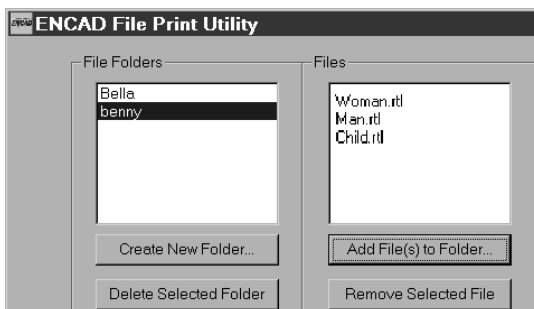 ENCAD ENCAD File Print Utility
File Folders
Bella
benny
Create New Folder...
Delete Selected Folder
Files
Woman.rtl
Man.rtl
Child.rtl
Add File(s) to Folder...
Remove Selected File